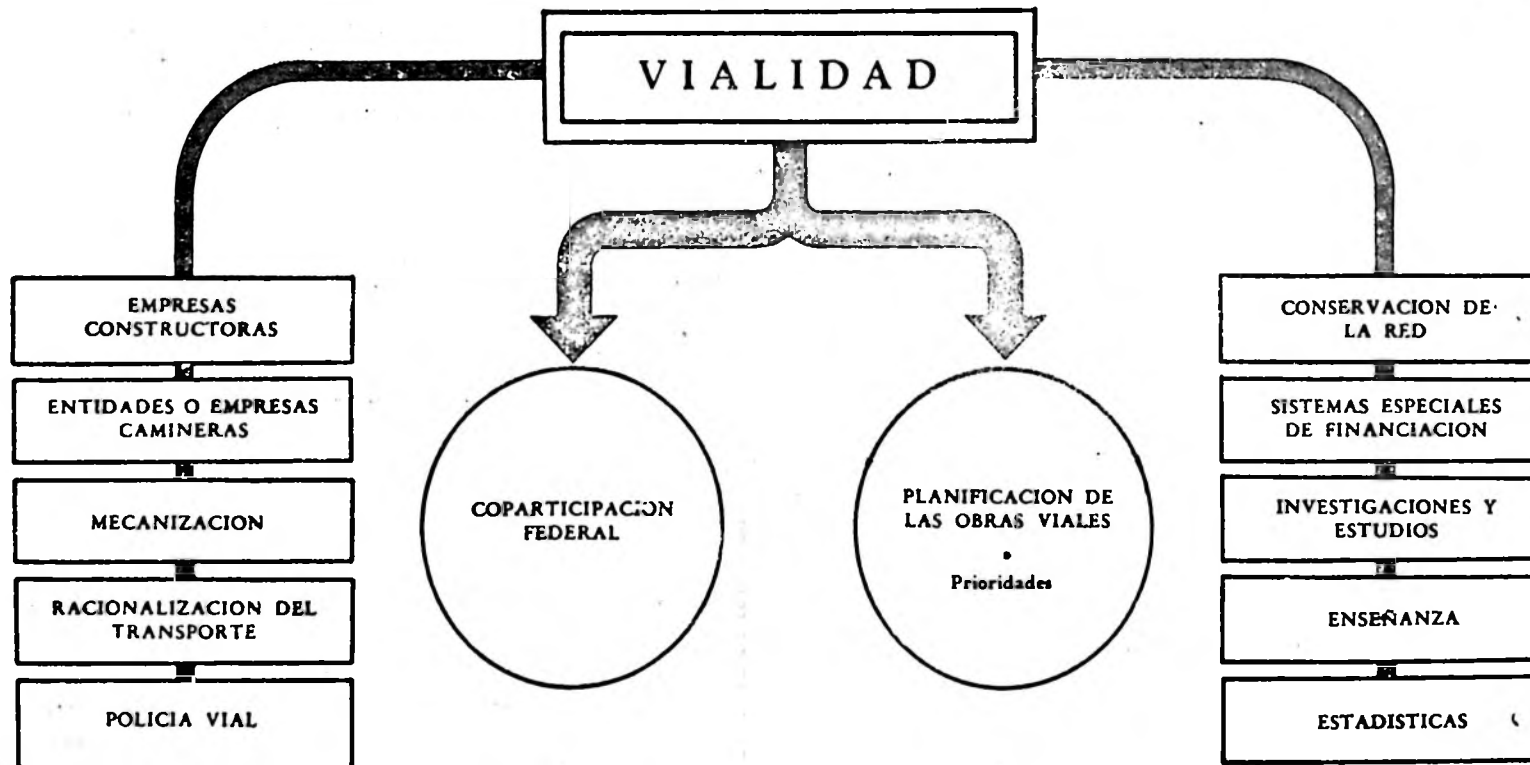 VIALIDAD
EMPRESAS
CONSTRUCTORAS
ENTIDADES O EMPRESAS
CAMINERAS
MECANIZACION
RACIONALIZACION DEL
TRANSPORTE
POLICIA VIAL
COPARTICIPACION
FEDERAL
PLANIFICACION DE
LAS OBRAS VIALES
•
Prioridades
CONSERVACION DE
LA RED
SISTEMAS ESPECIALES
DE FINANCIACION
INVESTIGACIONES Y
ESTUDIOS
ENSEÑANZA
ESTADISTICAS